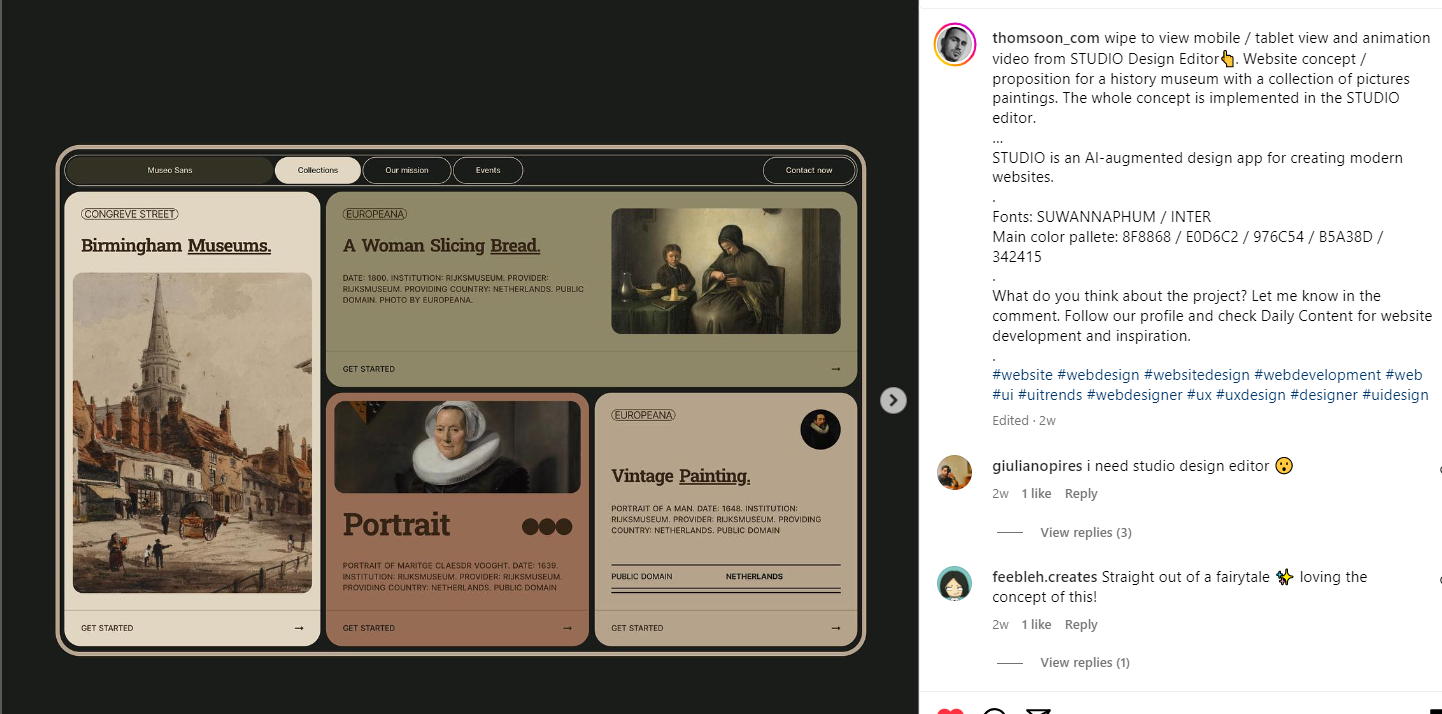 Museo Sans
Collections
Our mission
Events
Contact now
CONGREVE STREET
Birmingham Museums.
GET STARTED
EUROPEANA
A Woman Slicing Bread.
DATE: 1800. INSTITUTION: RIJKSMUSEUM. PROVIDER:
RIJKSMUSEUM. PROVIDING COUNTRY: NETHERLANDS. PUBLIC
DOMAIN. PHOTO BY EUROPEANA.
GET STARTED
Portrait
PORTRAIT OF MARITGE CLAESDR VOOGHT. DATE: 1639.
INSTITUTION: RIJKSMUSEUM. PROVIDER: RIJKSMUSEUM.
PROVIDING COUNTRY: NETHERLANDS. PUBLIC DOMAIN
GET STARTED
EUROPEANA
Vintage Painting.
PORTRAIT OF A MAN. DATE: 1648. INSTITUTION:
RIJKSMUSEUM. PROVIDER: RIJKSMUSEUM. PROVIDING
COUNTRY: NETHERLANDS. PUBLIC DOMAIN
PUBLIC DOMAIN NETHERLANDS
GET STARTED
thomsoon_com wipe to view mobile / tablet view and animation
video from STUDIO Design Editor👆. Website concept /
proposition for a history museum with a collection of pictures
paintings. The whole concept is implemented in the STUDIO
editor.
...
STUDIO is an AI-augmented design app for creating modern
websites.
.
Fonts: SUWANNAPHUM / INTER
Main color pallete: 8F8868 / E0D6C2 / 976C54 / B5A38D /
342415
.
What do you think about the project? Let me know in the
comment. Follow our profile and check Daily Content for website
development and inspiration.
.
#website #webdesign #websitedesign #webdevelopment #web
#ui #uitrends #webdesigner #ux #uxdesign #designer #uidesign
Edited · 2w
giulianopires i need studio design editor 😮
2w 1 like Reply
View replies (3)
feebleh.creates Straight out of a fairytale ✨ loving the
concept of this!
2w 1 like Reply
View replies (1)